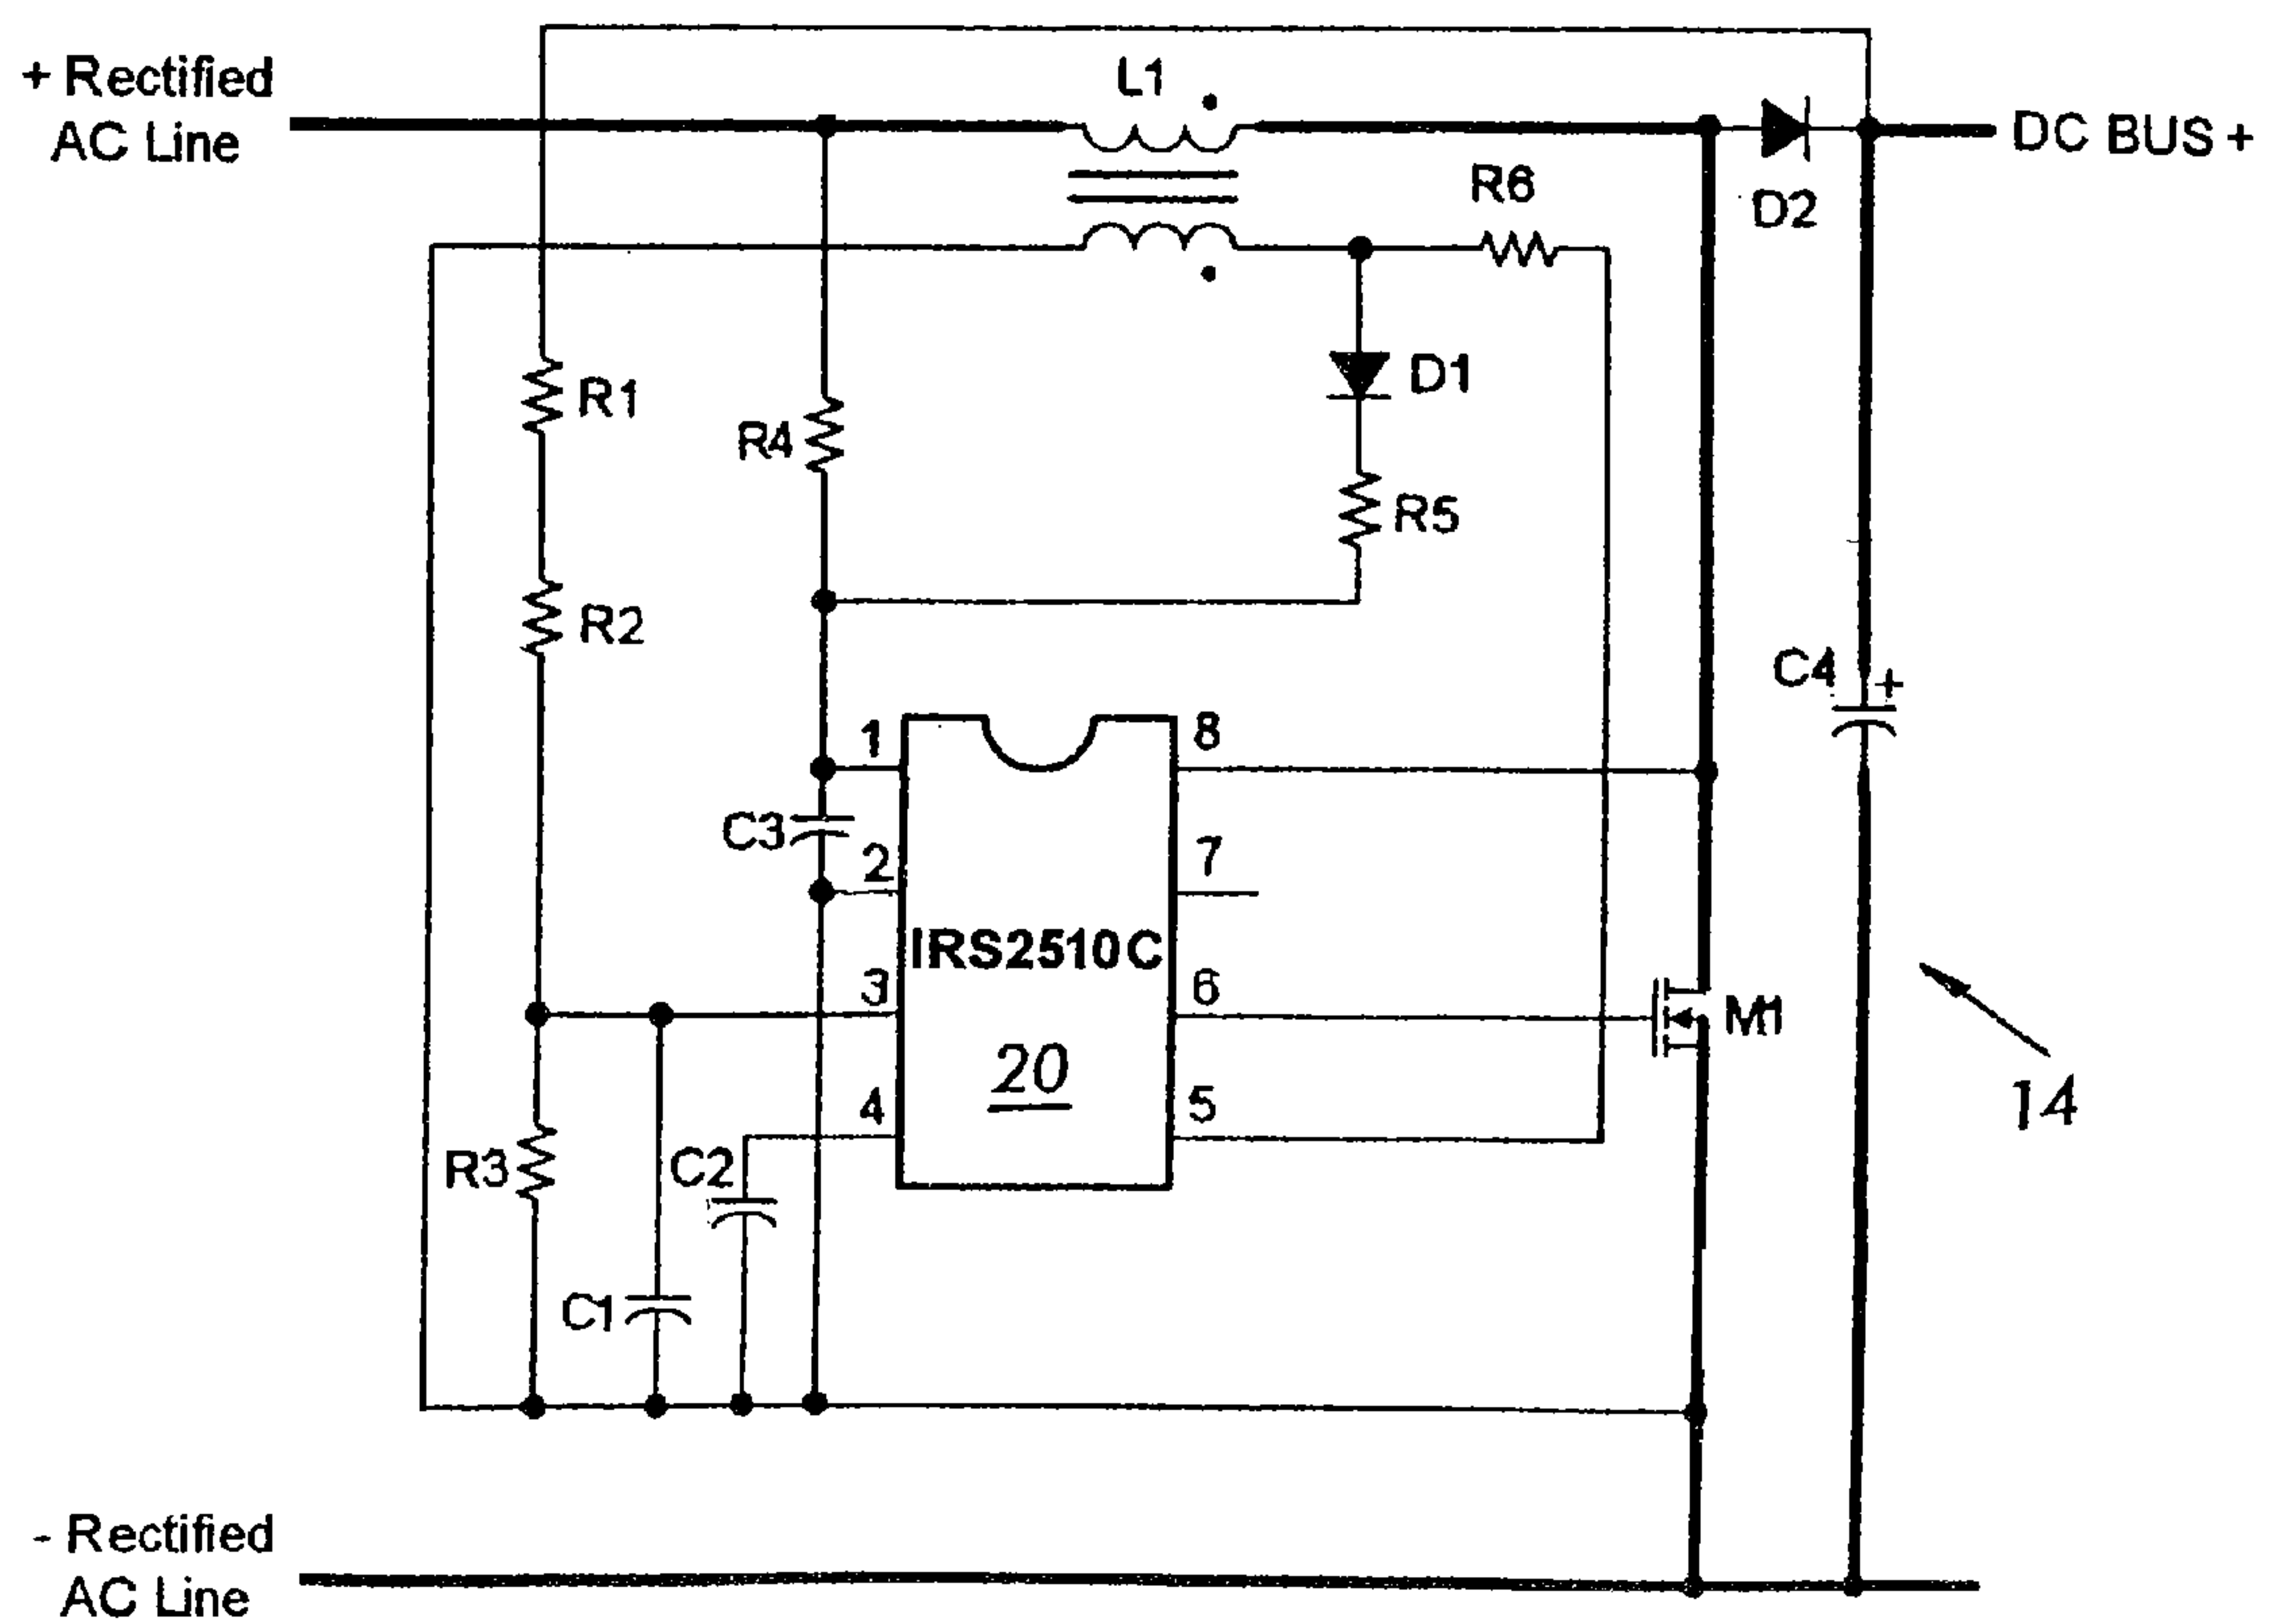 + Rectified
AC Line
L1
DC BUS +
R6
D2
R1
R4
D1
R5
R2
C4
+
1
8
C3
2
7
IRS2510C
3
6
M1
20
4
5
14
R3
C2
C1
- Rectified
AC Line